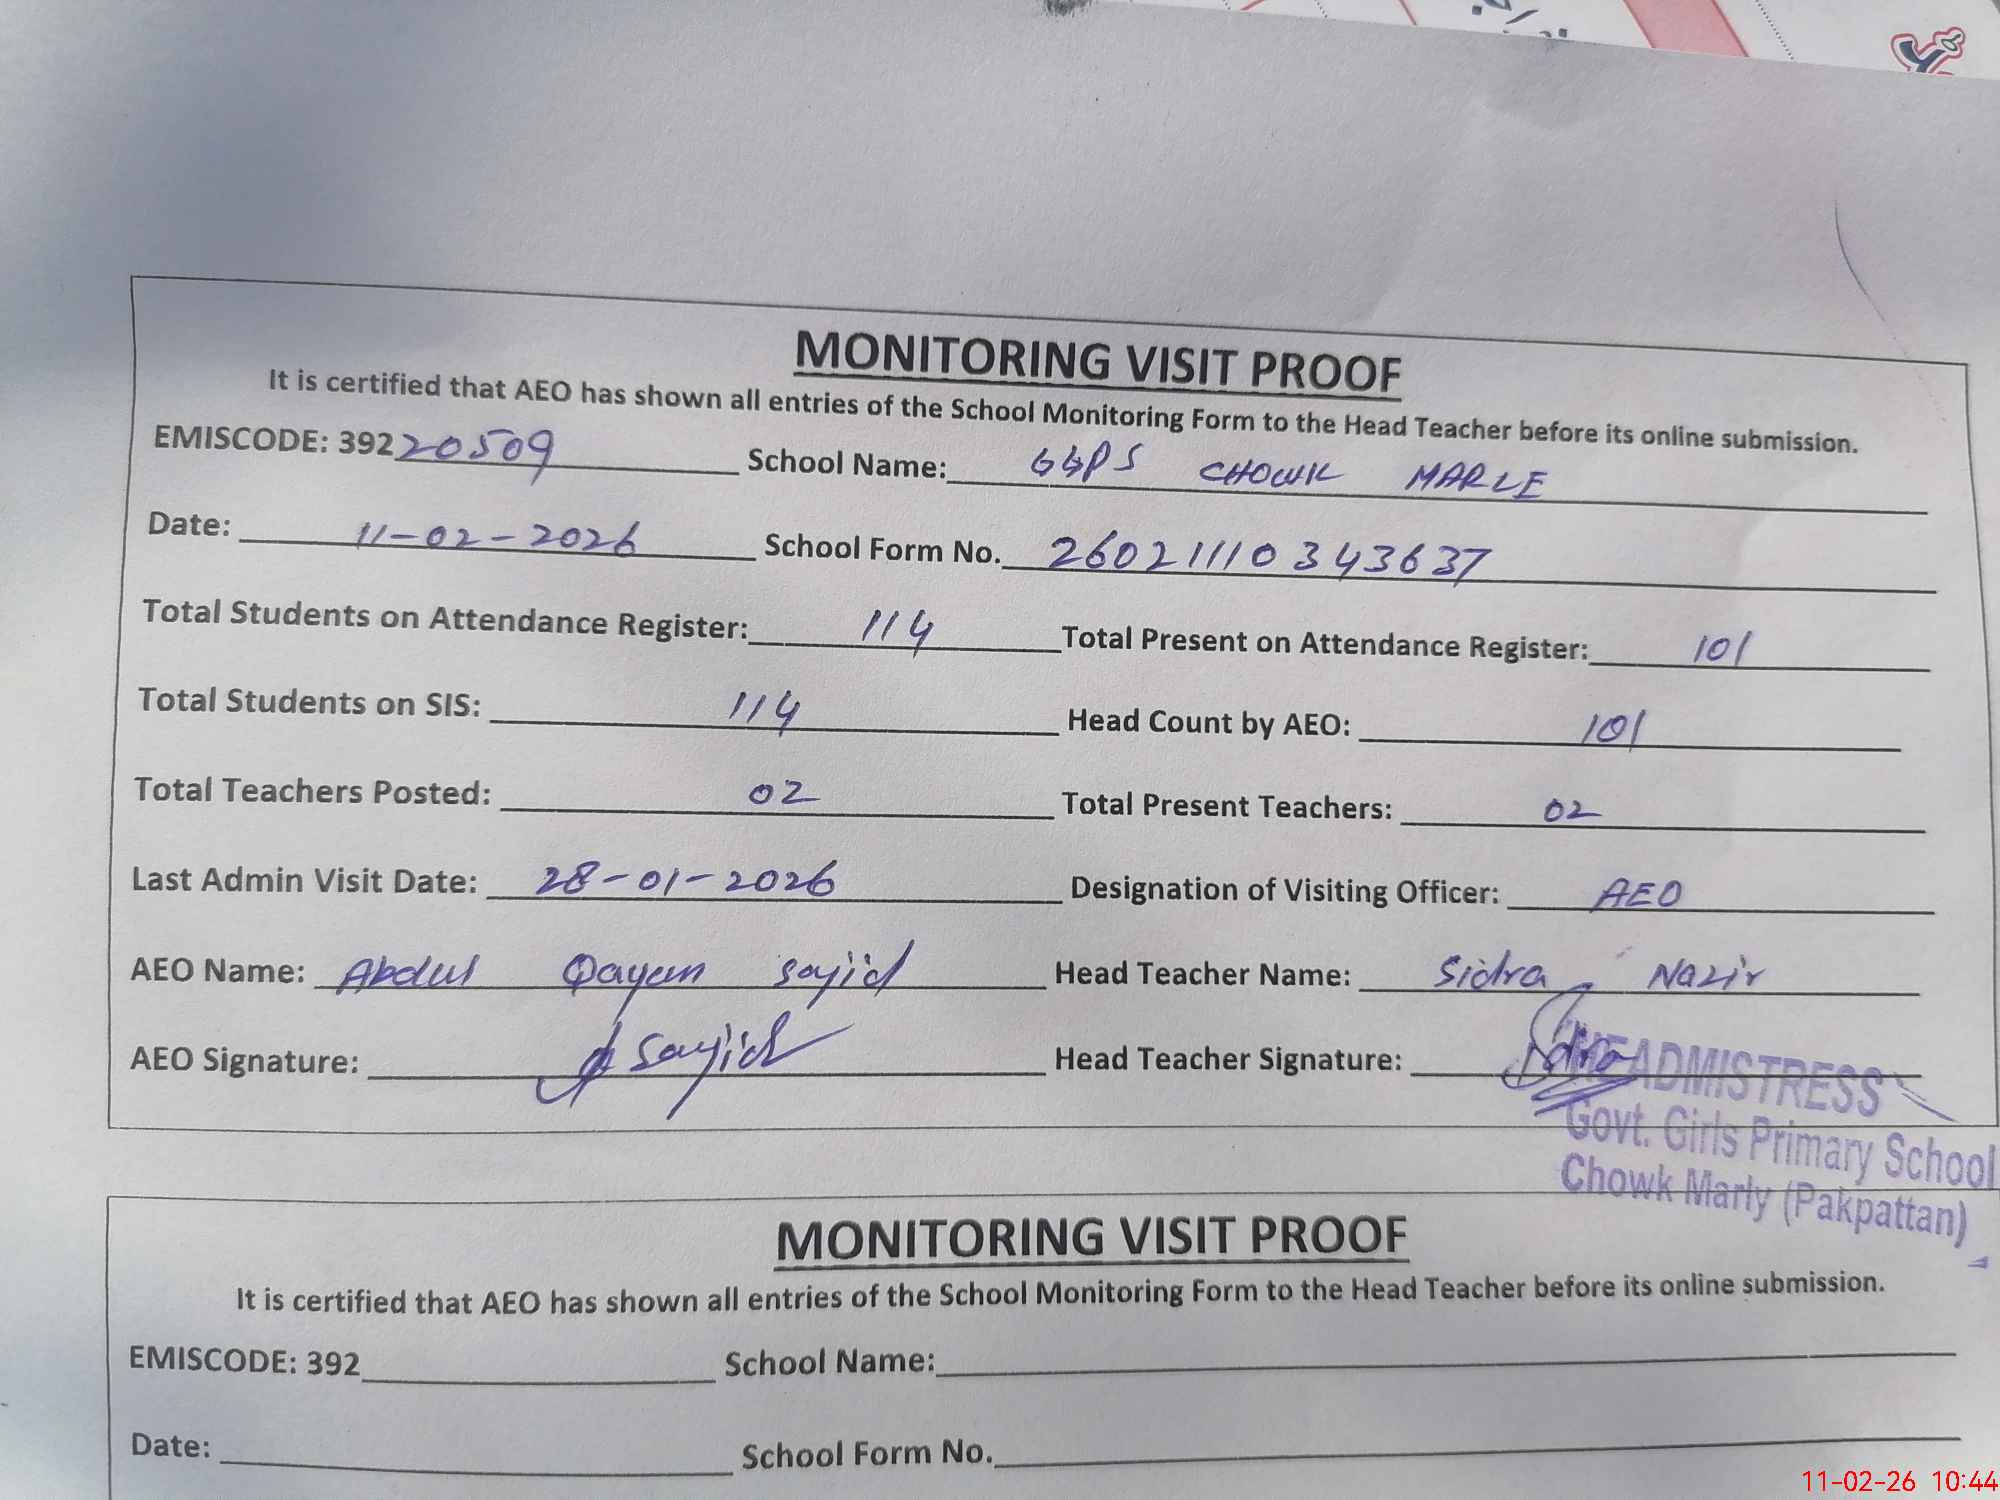 MONITORING VISIT PROOF
It is certified that AEO has shown all entries of the School Monitoring Form to the Head Teacher before its online submission.
EMISCODE: 39220509 School Name: GGPS CHOWK MARLE
Date: 11-02-2026 School Form No. 260211110343637
Total Students on Attendance Register: 114 Total Present on Attendance Register: 101
Total Students on SIS: 114 Head Count by AEO: 101
Total Teachers Posted: 02 Total Present Teachers: 02
Last Admin Visit Date: 28-01-2026 Designation of Visiting Officer: AEO
AEO Name: Abdul Qayum Sajid Head Teacher Name: Sidra Nazir
AEO Signature: Sajid Head Teacher Signature: Sidra
HEADMISTRESS
Govt. Girls Primary School
Chowk Marly (Pakpattan)
MONITORING VISIT PROOF
It is certified that AEO has shown all entries of the School Monitoring Form to the Head Teacher before its online submission.
EMISCODE: 392 School Name:
Date: School Form No.
11-02-26 10:44